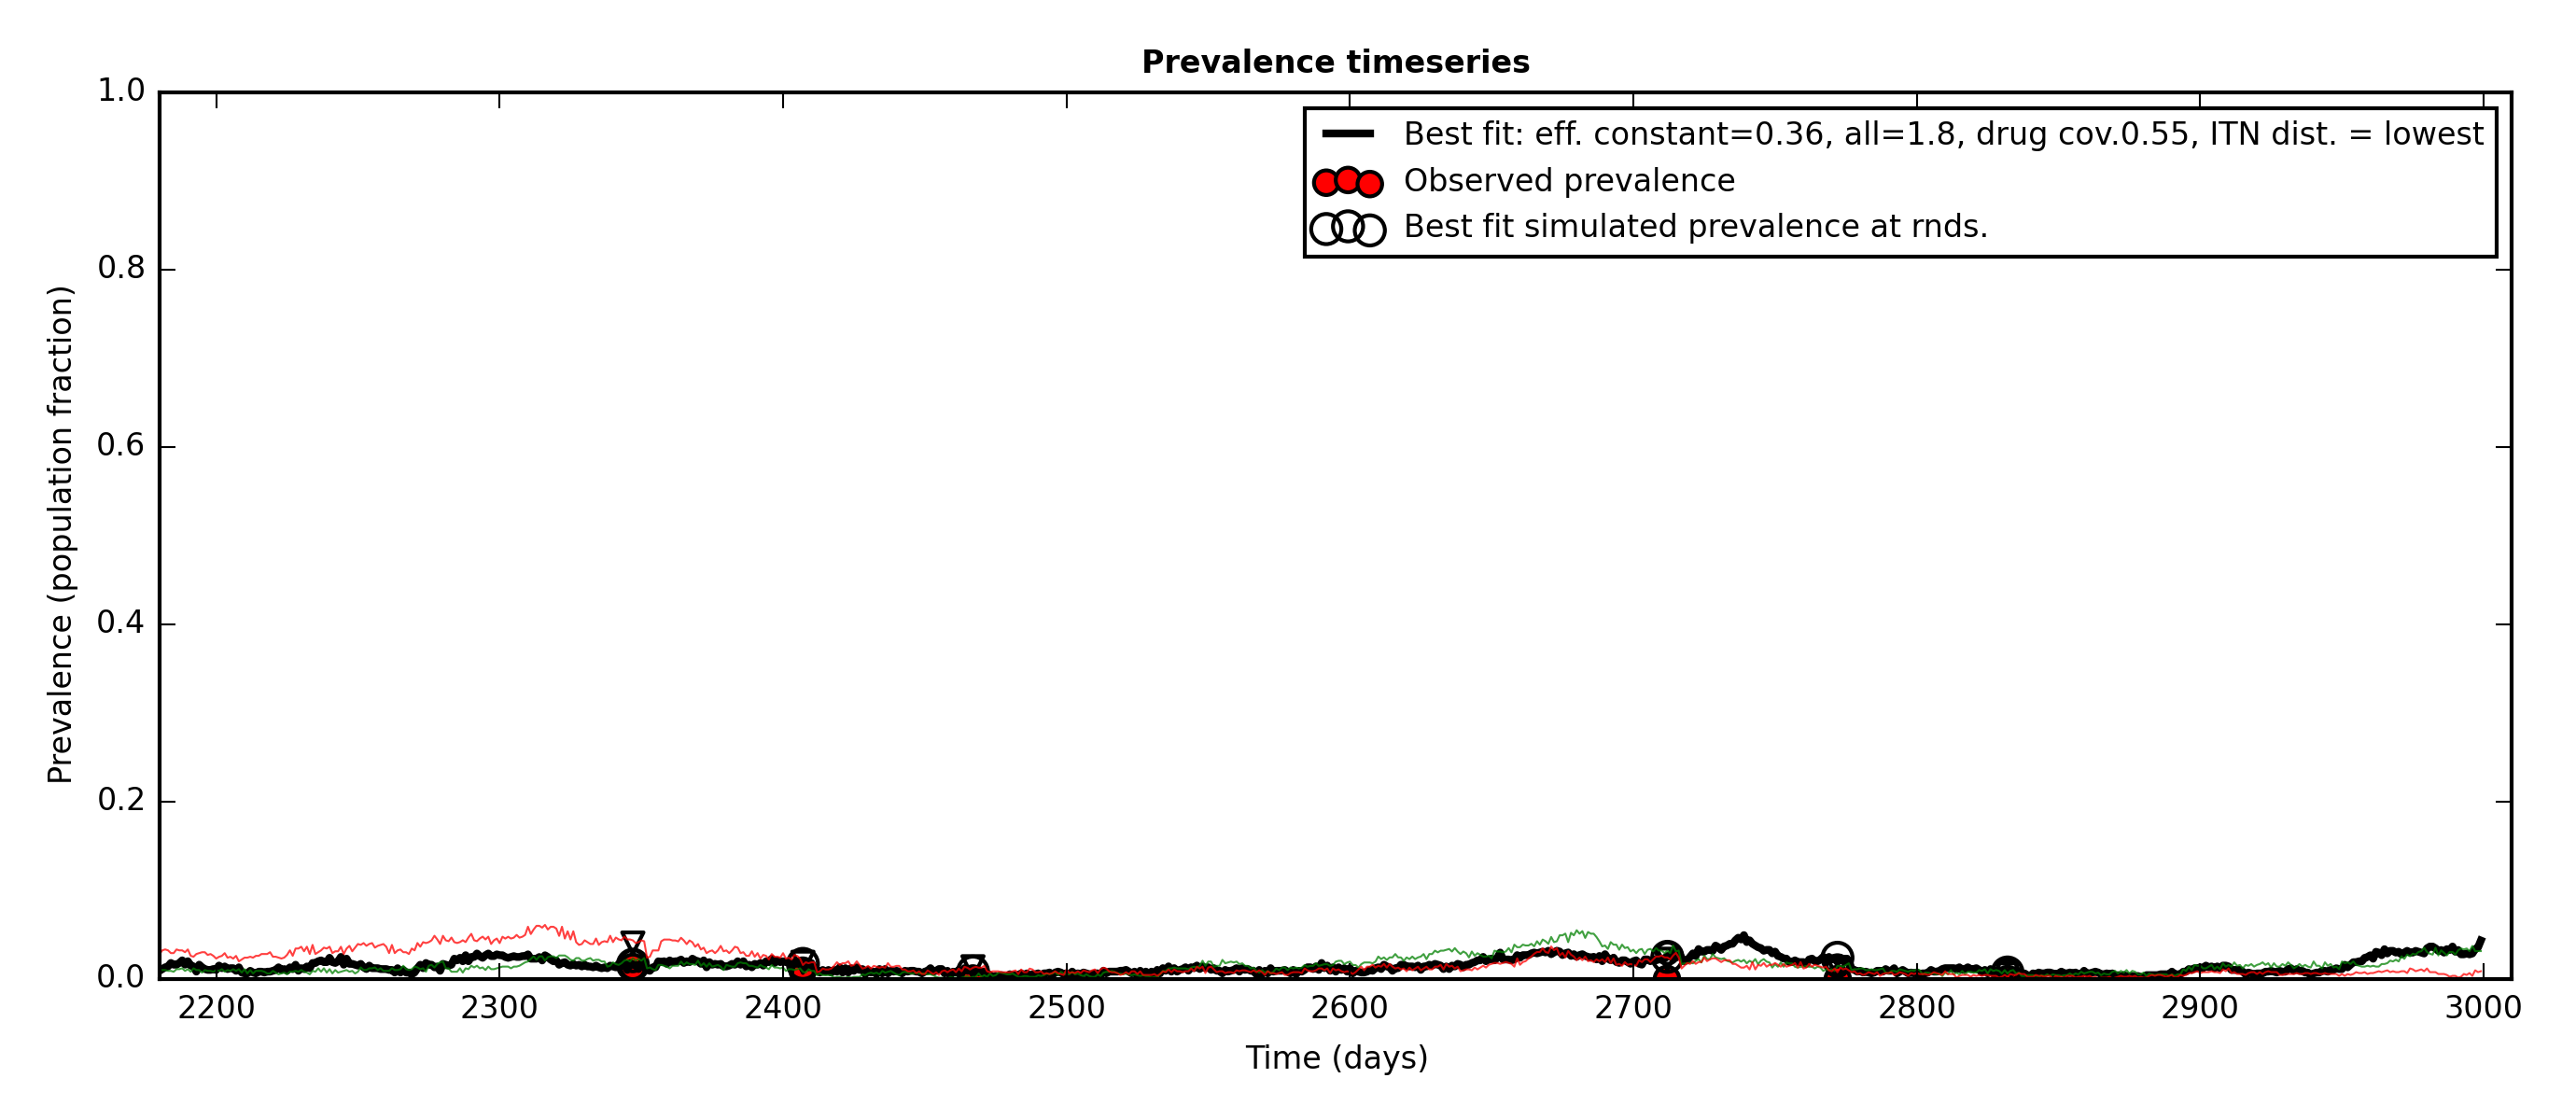 Prevalence timeseries
1.0
0.8
0.6
0.4
0.2
0.0
Prevalence (population fraction)
Best fit: eff. constant=0.36, all=1.8, drug cov.0.55, ITN dist. = lowest
Observed prevalence
Best fit simulated prevalence at rnds.
2200 2300 2400 2500 2600 2700 2800 2900 3000
Time (days)